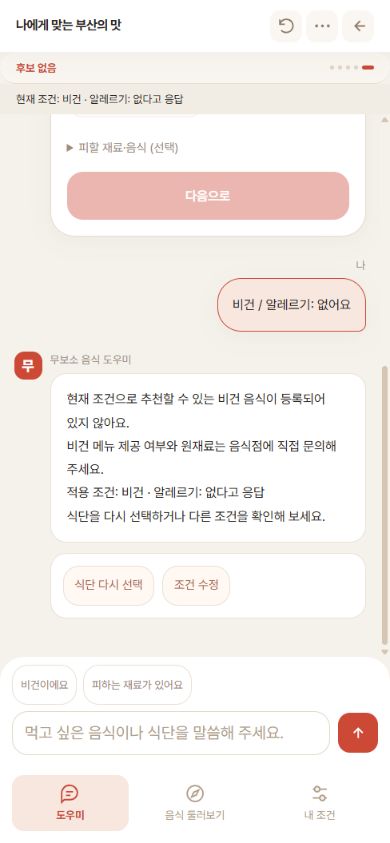 나에게 맞는 부산의 맛
후보 없음
현재 조건: 비건 · 알레르기: 없다고 응답
▶ 피할 재료·음식 (선택)
다음으로
나
비건 / 알레르기: 없어요
무
무보소 음식 도우미
현재 조건으로 추천할 수 있는 비건 음식이 등록되어
있지 않아요.
비건 메뉴 제공 여부와 원재료는 음식점에 직접 문의해
주세요.
적용 조건: 비건 · 알레르기: 없다고 응답
식단을 다시 선택하거나 다른 조건을 확인해 보세요.
식단 다시 선택 조건 수정
비건이에요 피하는 재료가 있어요
먹고 싶은 음식이나 식단을 말씀해 주세요.
도우미 음식 둘러보기 내 조건